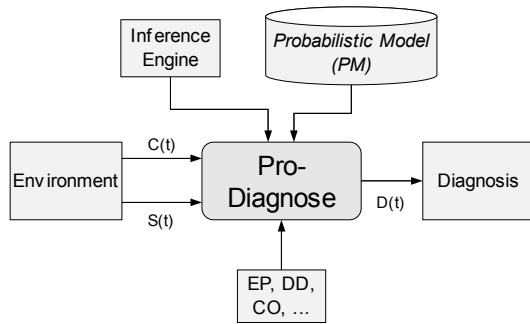 Inference
Engine
Probabilistic Model
(PM)
C(t)
Environment
S(t)
Pro-
Diagnose
D(t)
Diagnosis
EP, DD,
CO, ...